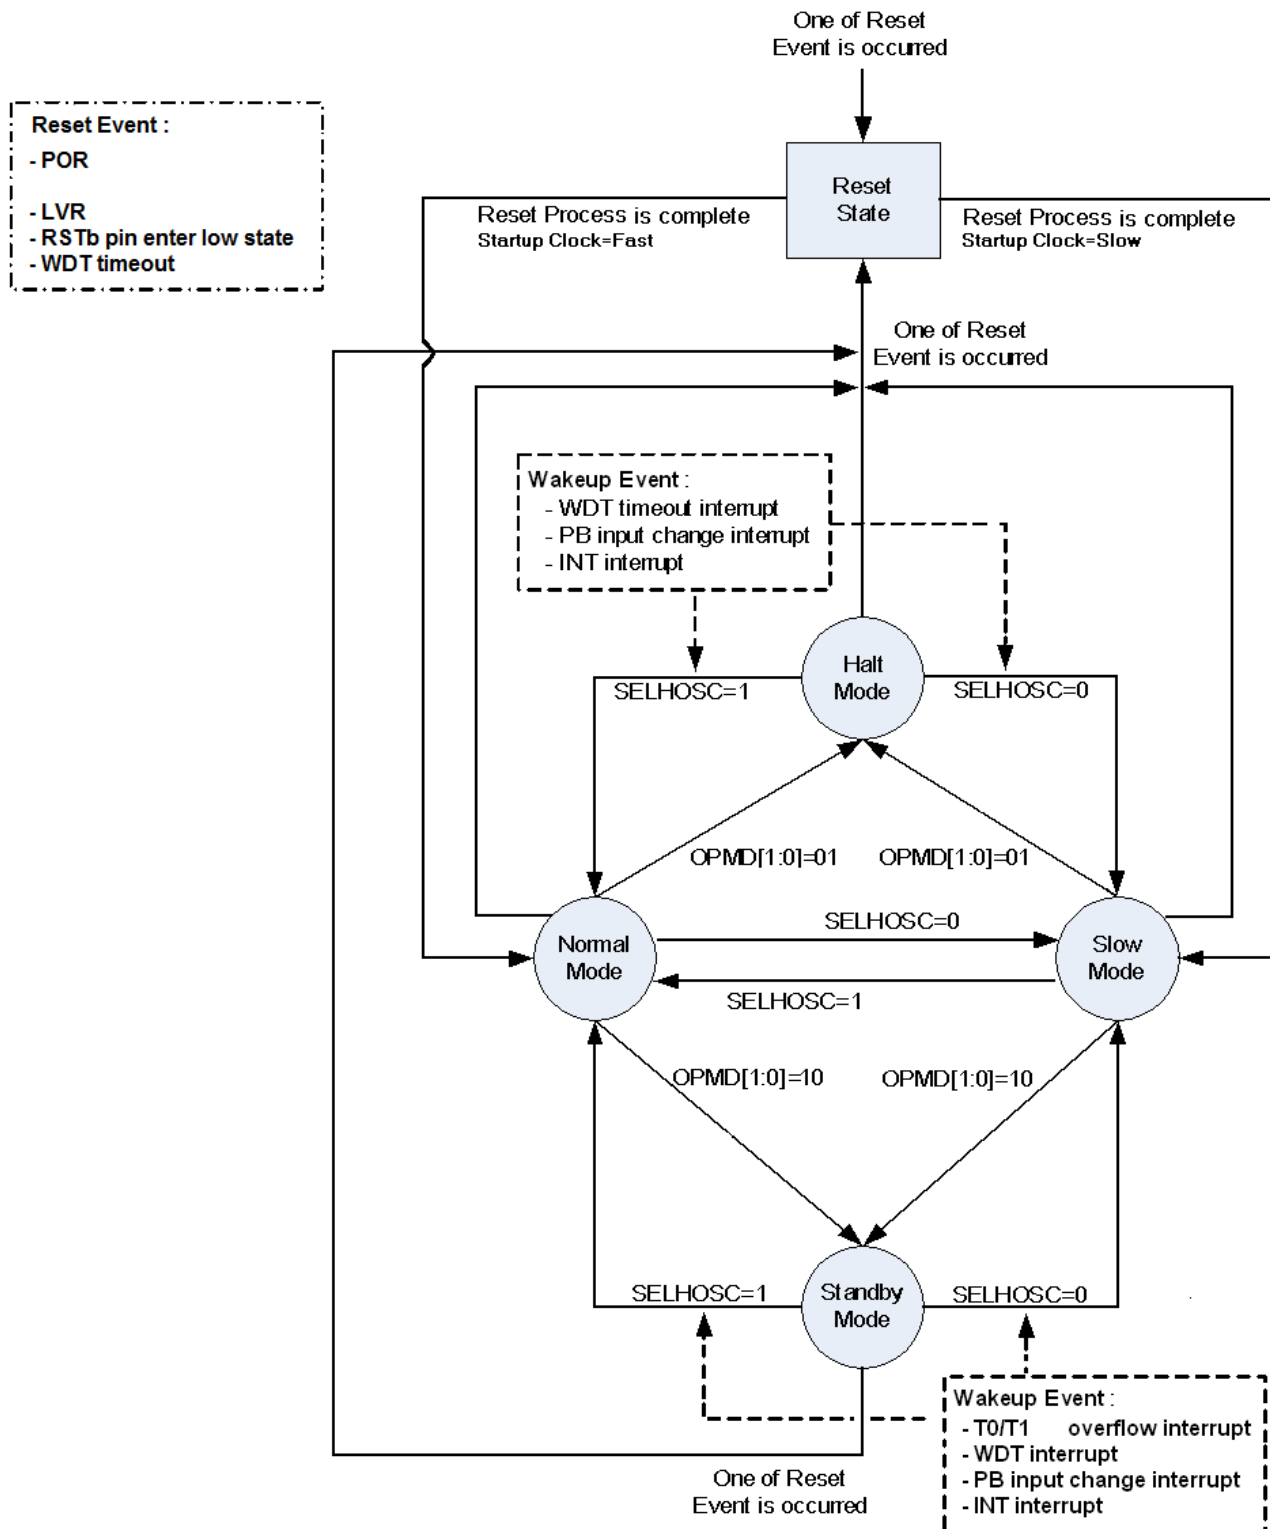 One of Reset
Event is occurred
Reset Event :
- POR
- LVR
- RSTb pin enter low state
- WDT timeout
Reset
State
Reset Process is complete
Startup Clock=Fast
Reset Process is complete
Startup Clock=Slow
One of Reset
Event is occurred
Wakeup Event :
- WDT timeout interrupt
- PB input change interrupt
- INT interrupt
Halt
Mode
SELHOSC=1
SELHOSC=0
OPMD[1:0]=01
OPMD[1:0]=01
Normal
Mode
SELHOSC=0
Slow
Mode
SELHOSC=1
OPMD[1:0]=10
OPMD[1:0]=10
Standby
Mode
SELHOSC=1
SELHOSC=0
Wakeup Event :
- T0/T1 overflow interrupt
- WDT interrupt
- PB input change interrupt
- INT interrupt
One of Reset
Event is occurred